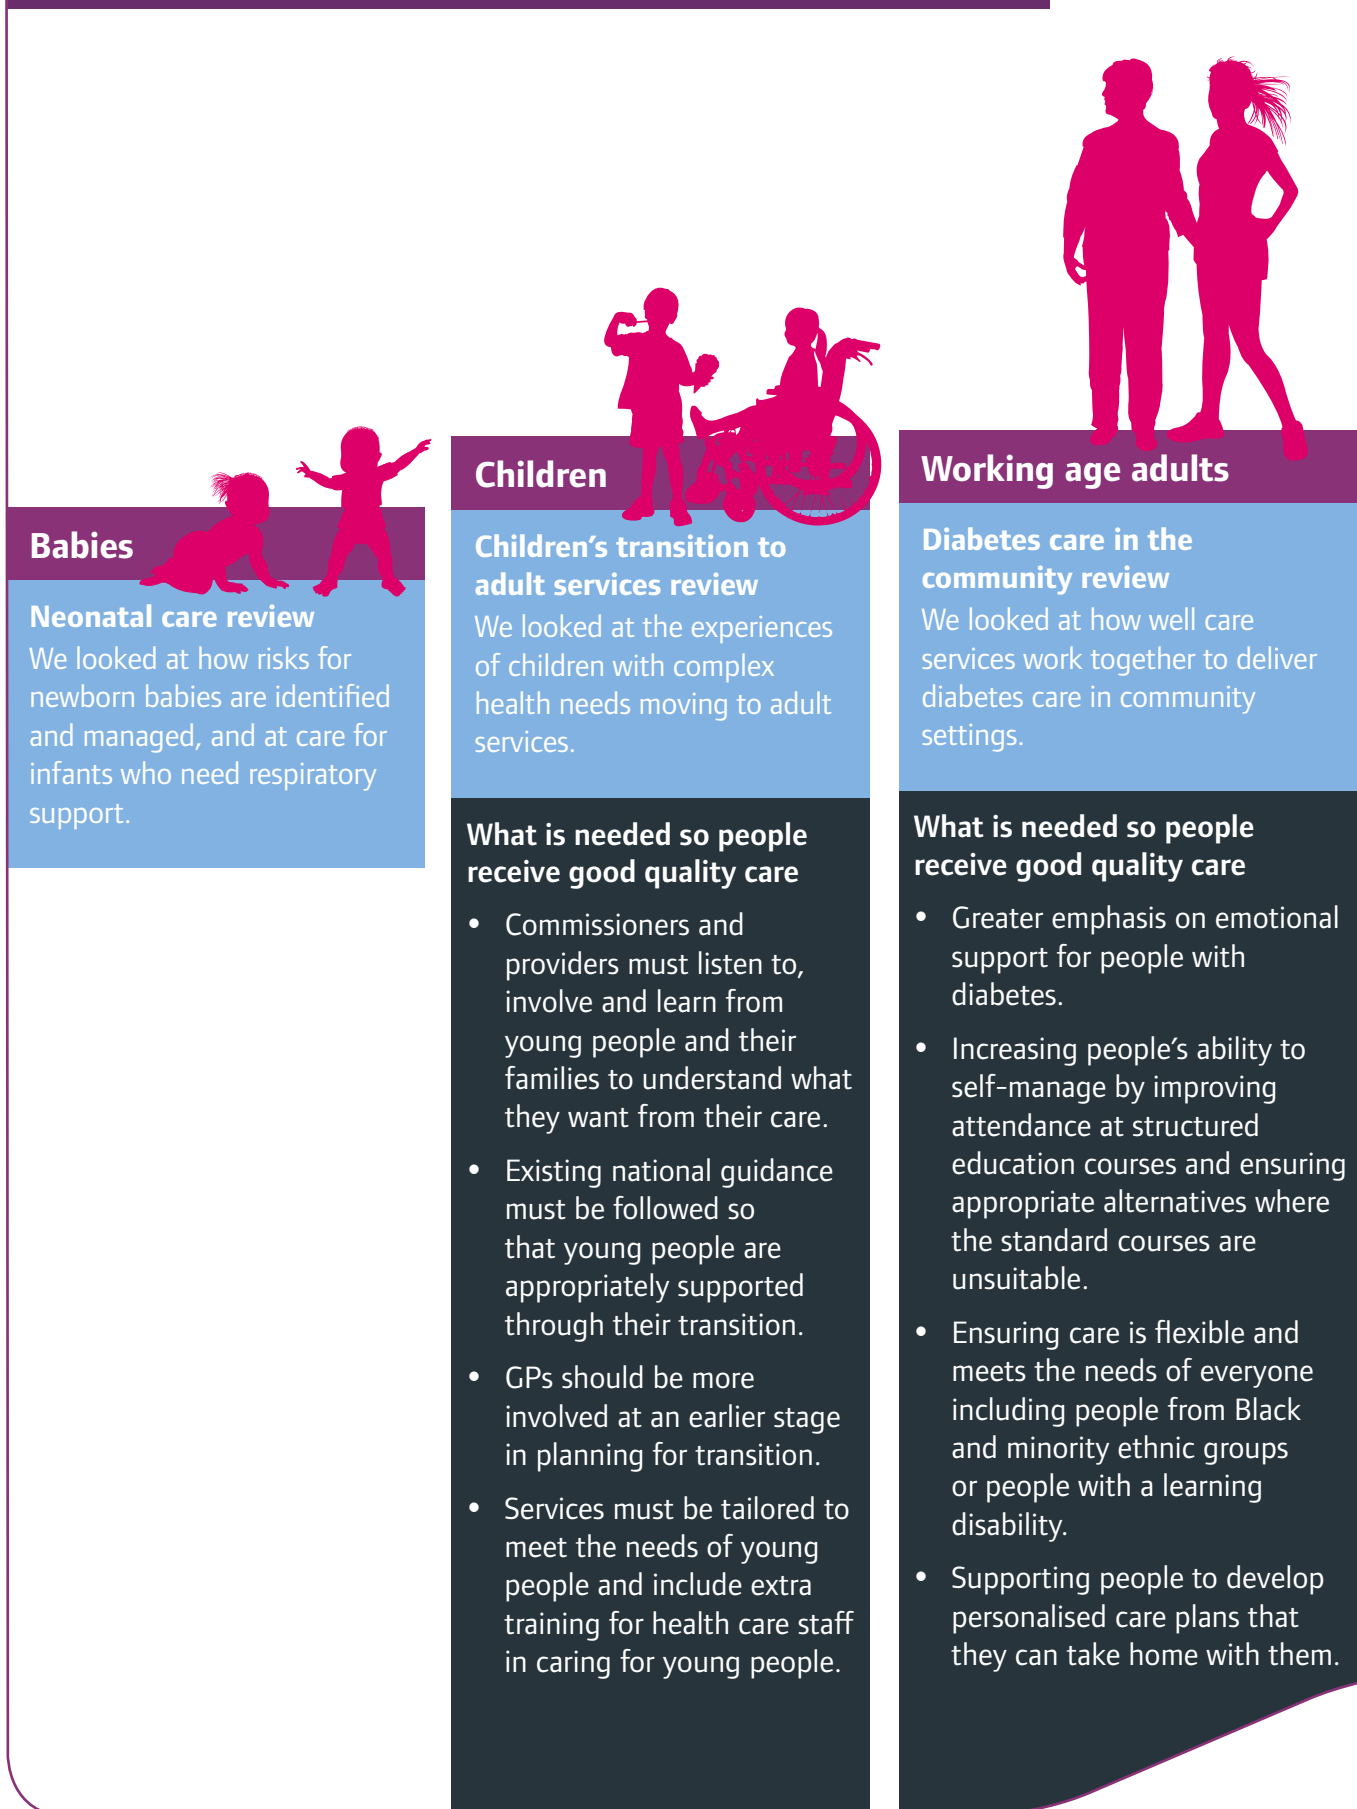 Babies
Neonatal care review
We looked at how risks for
newborn babies are identified
and managed, and at care for
infants who need respiratory
support.
Children
Children’s transition to
adult services review
We looked at the experiences
of children with complex
health needs moving to adult
services.
What is needed so people
receive good quality care
• Commissioners and
providers must listen to,
involve and learn from
young people and their
families to understand what
they want from their care.
• Existing national guidance
must be followed so
that young people are
appropriately supported
through their transition.
• GPs should be more
involved at an earlier stage
in planning for transition.
• Services must be tailored to
meet the needs of young
people and include extra
training for health care staff
in caring for young people.
Working age adults
Diabetes care in the
community review
We looked at how well care
services work together to deliver
diabetes care in community
settings.
What is needed so people
receive good quality care
• Greater emphasis on emotional
support for people with
diabetes.
• Increasing people’s ability to
self-manage by improving
attendance at structured
education courses and ensuring
appropriate alternatives where
the standard courses are
unsuitable.
• Ensuring care is flexible and
meets the needs of everyone
including people from Black
and minority ethnic groups
or people with a learning
disability.
• Supporting people to develop
personalised care plans that
they can take home with them.